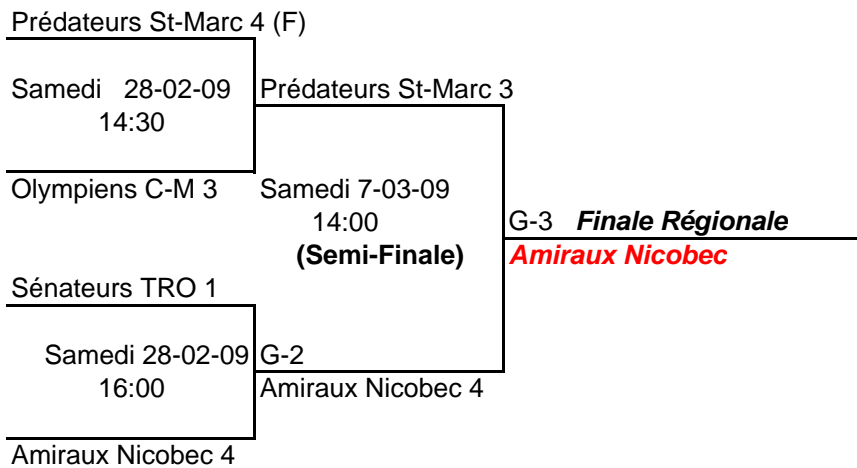 Prédateurs St-Marc 4 (F)
Samedi 28-02-09
14:30
Prédateurs St-Marc 3
Olympiens C-M 3
Samedi 7-03-09
14:00
(Semi-Finale)
G-3 Finale Régionale
Amiraux Nicobec
Sénateurs TRO 1
Samedi 28-02-09
16:00
G-2
Amiraux Nicobec 4
Amiraux Nicobec 4